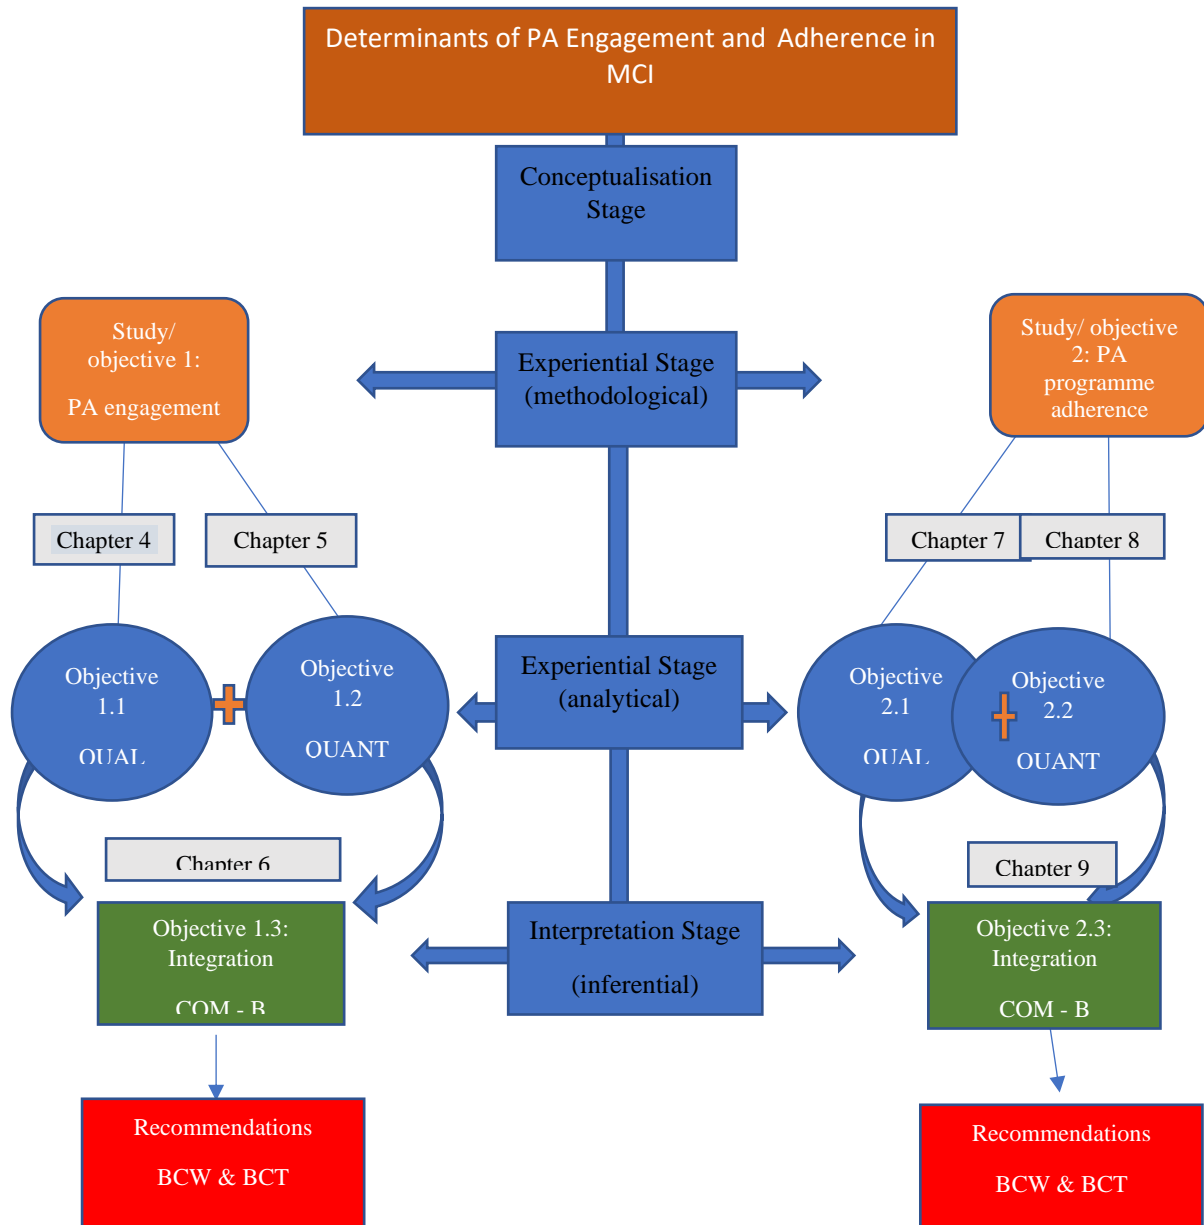 Determinants of PA Engagement and Adherence in
MCI
Conceptualisation
Stage
Study/
objective 1:
PA engagement
Experiential Stage
(methodological)
Study/ objective
2: PA
programme
adherence
Chapter 4
Chapter 5
Chapter 7
Chapter 8
Objective
1.1
QUAL
Objective
1.2
QUANT
Experiential Stage
(analytical)
Objective
2.1
QUAL
Objective
2.2
QUANT
Chapter 6
Chapter 9
Objective 1.3:
Integration
COM - B
Interpretation Stage
(inferential)
Objective 2.3:
Integration
COM - B
Recommendations
BCW & BCT
Recommendations
BCW & BCT